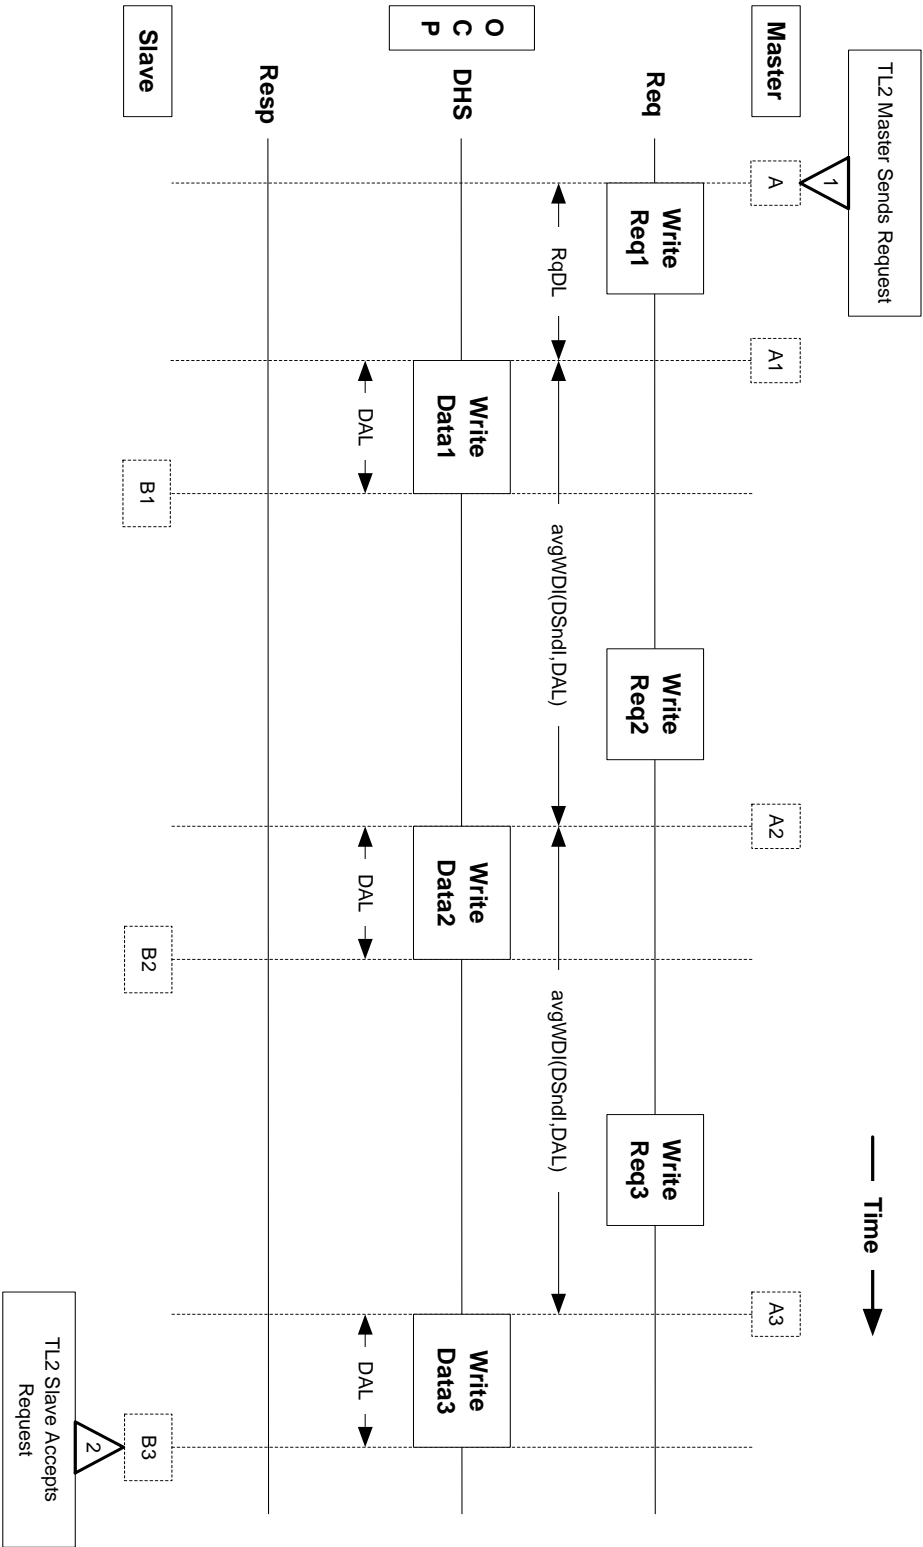 TL2 Master Sends Request
1
Time
Master
A
A1
A2
A3
Req
Write
Req1
Write
Req2
Write
Req3
RqDL
avgWDI(DSndI,DAL)
avgWDI(DSndI,DAL)
O
C
P
DHS
Write
Data1
Write
Data2
Write
Data3
DAL
DAL
DAL
Resp
Slave
B1
B2
B3
2
TL2 Slave Accepts
Request